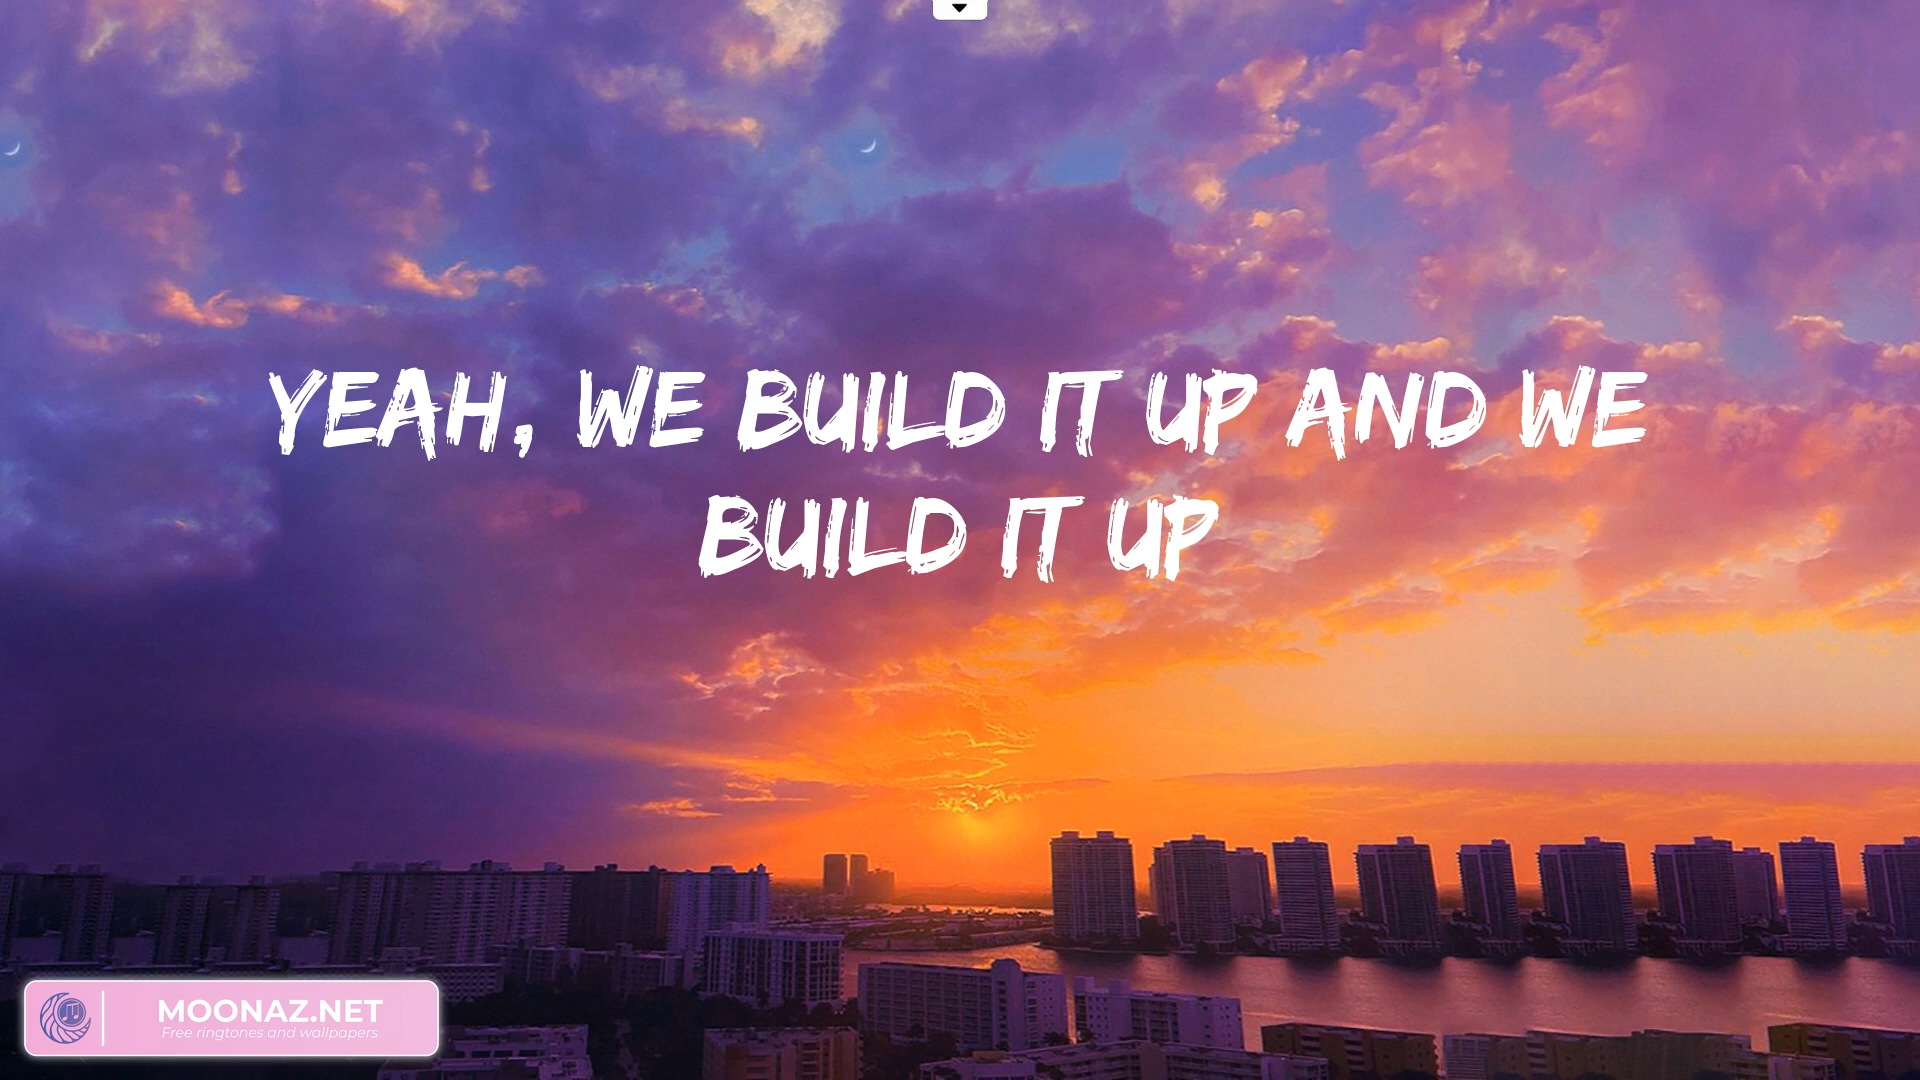 YEAH, WE BUILD IT UP AND WE
BUILD IT UP
MOONAZ.NET
Free ringtones and wallpapers